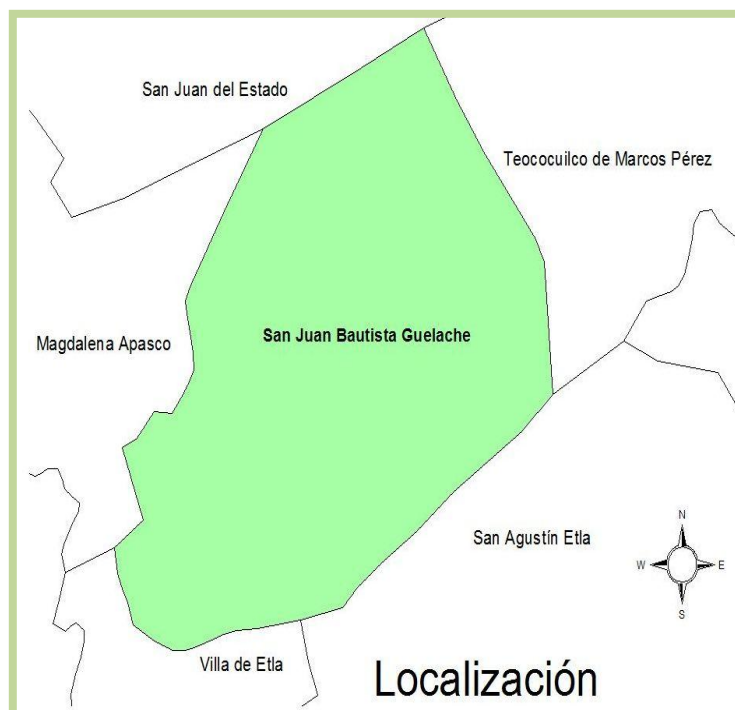 San Juan del Estado
Teococuilco de Marcos Pérez
San Juan Bautista Guelache
Magdalena Apasco
San Agustín Etla
N
W
E
S
Villa de Etla
Localización